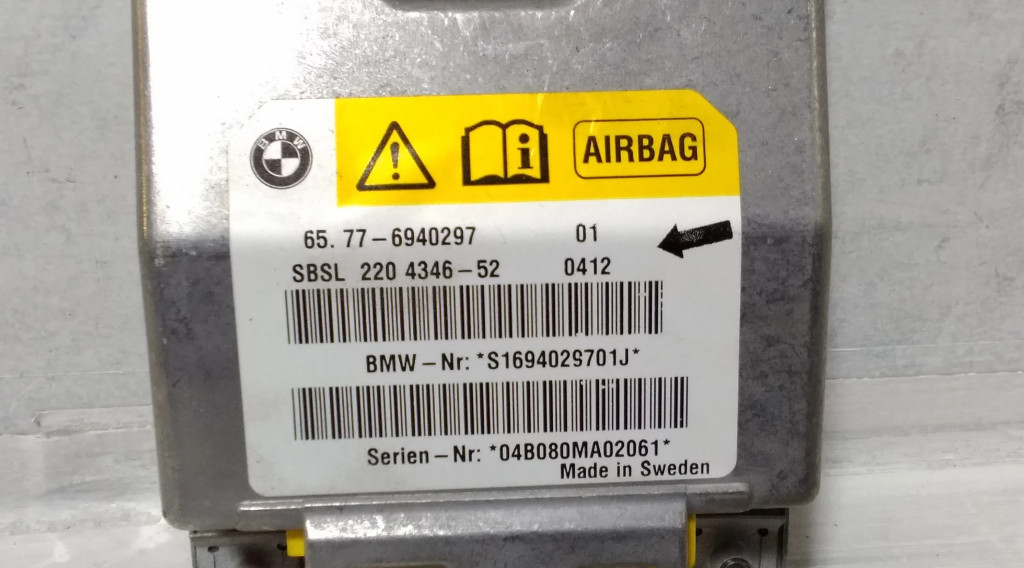 BMW
AIRBAG
65. 77-6940297 01
SBSL 220 4346-52 0412
BMW-Nr: *S1694029701J*
Serien-Nr: *04B080MA02061*
Made in Sweden